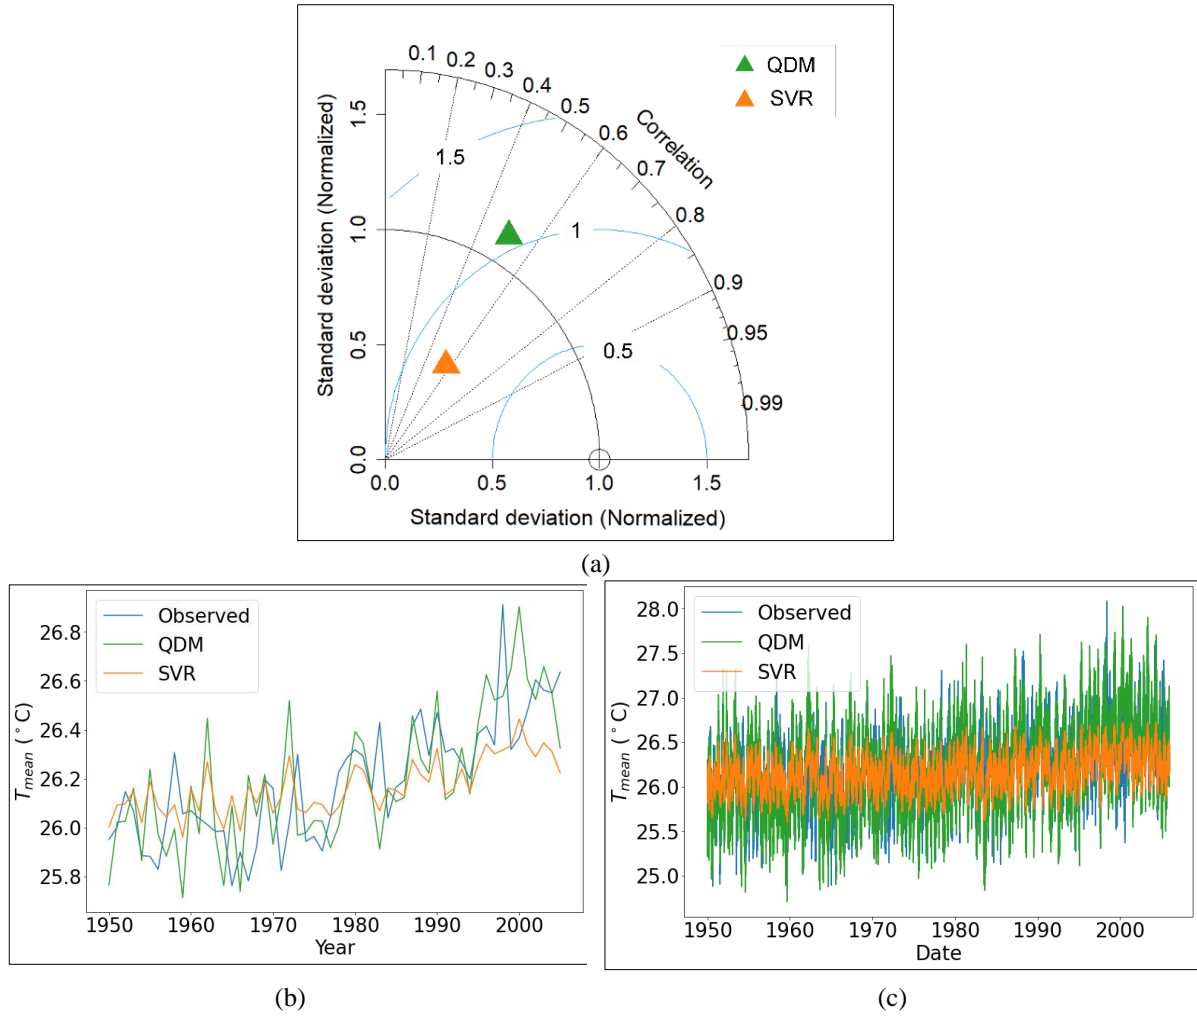 0.1
0.2
0.3
0.4
0.5
0.6
0.7
0.8
0.9
0.95
0.99
Correlation
QDM
SVR
1.5
1.0
0.5
0.0
Standard deviation (Normalized)
1.5
1
0.5
0.0
0.5
1.0
1.5
Standard deviation (Normalized)
(a)
Observed
QDM
SVR
26.8
26.6
26.4
26.2
26.0
25.8
Tmean (°C)
1950
1960
1970
1980
1990
2000
Year
(b)
Observed
QDM
SVR
28.0
27.5
27.0
26.5
26.0
25.5
25.0
Tmean (°C)
1950
1960
1970
1980
1990
2000
Date
(c)